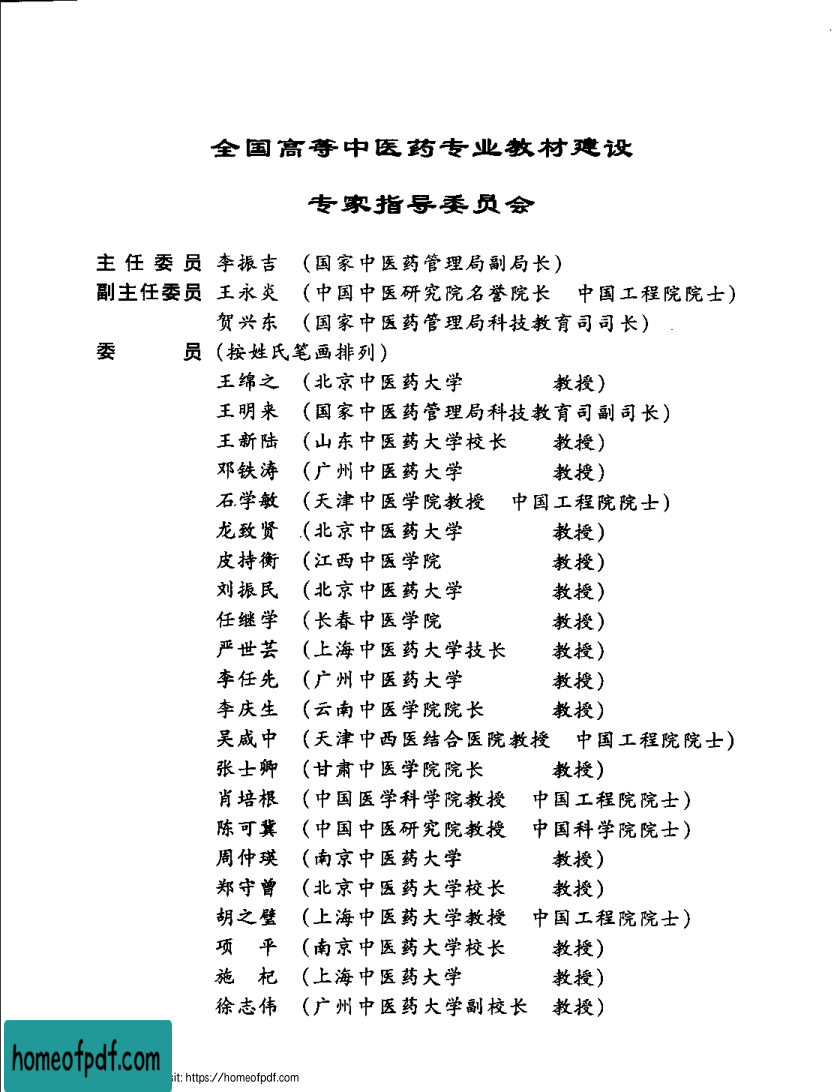 全国高等中医药专业教材建设
专家指导委员会
主任委员 李振吉 (国家中医药管理局副局长)
副主任委员 王永炎 (中国中医研究院名誉院长 中国工程院院士)
贺兴东 (国家中医药管理局科技教育司司长)
委 员 (按姓氏笔画排列)
王绵之 (北京中医药大学 教授)
王明来 (国家中医药管理局科技教育司副司长)
王新陆 (山东中医药大学校长 教授)
邓铁涛 (广州中医药大学 教授)
石学敏 (天津中医学院教授 中国工程院院士)
龙致贤 (北京中医药大学 教授)
皮持衡 (江西中医学院 教授)
刘振民 (北京中医药大学 教授)
任继学 (长春中医学院 教授)
严世芸 (上海中医药大学技长 教授)
李任先 (广州中医药大学 教授)
李庆生 (云南中医学院院长 教授)
吴咸中 (天津中西医结合医院教授 中国工程院院士)
张士卿 (甘肃中医学院院长 教授)
肖培根 (中国医学科学院教授 中国工程院院士)
陈可冀 (中国中医研究院教授 中国科学院院士)
周仲瑛 (南京中医药大学 教授)
郑守曾 (北京中医药大学校长 教授)
胡之璧 (上海中医药大学教授 中国工程院院士)
项 平 (南京中医药大学校长 教授)
施 杞 (上海中医药大学 教授)
徐志伟 (广州中医药大学副校长 教授)
homeofpdf.com
sit: https://homeofpdf.com